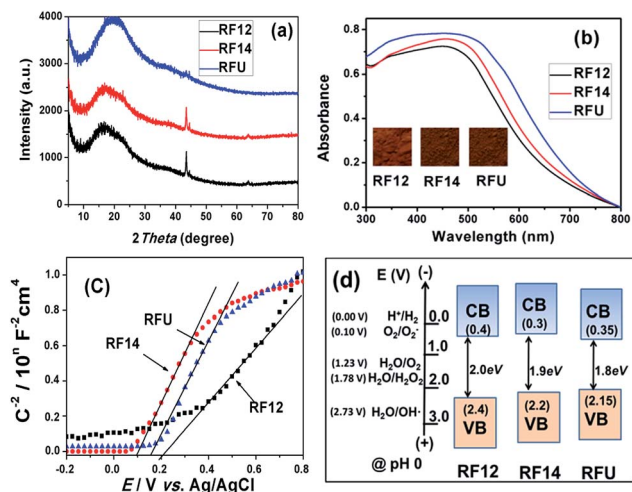 (a)
RF12
RF14
RFU
4000
3000
2000
1000
0
Intensity (a.u.)
10 20 30 40 50 60 70 80
2Theta (degree)
(b)
RF12
RF14
RFU
0.8
0.6
0.4
0.2
0.0
Absorbance
RF12 RF14 RFU
300 400 500 600 700 800
Wavelength (nm)
(C)
1.0
0.8
0.6
0.4
0.2
0.0
C⁻² / 10ⁿ F⁻²cm⁴
RFU
RF14
RF12
-0.2 0.0 0.2 0.4 0.6 0.8
E / V vs. Ag/AgCl
(d)
E (V) (-)
(0.00 V) H⁺/H₂ 0.0
(0.10 V) O₂/O₂⁻
1.0
(1.23 V) H₂O/O₂
(1.78 V) H₂O/H₂O₂ 2.0
(2.73 V) H₂O/OH· 3.0
(+)
@ pH 0
CB CB CB
(0.4) (0.3) (0.35)
2.0eV 1.9eV 1.8eV
(2.4) (2.2) (2.15)
VB VB VB
RF12 RF14 RFU